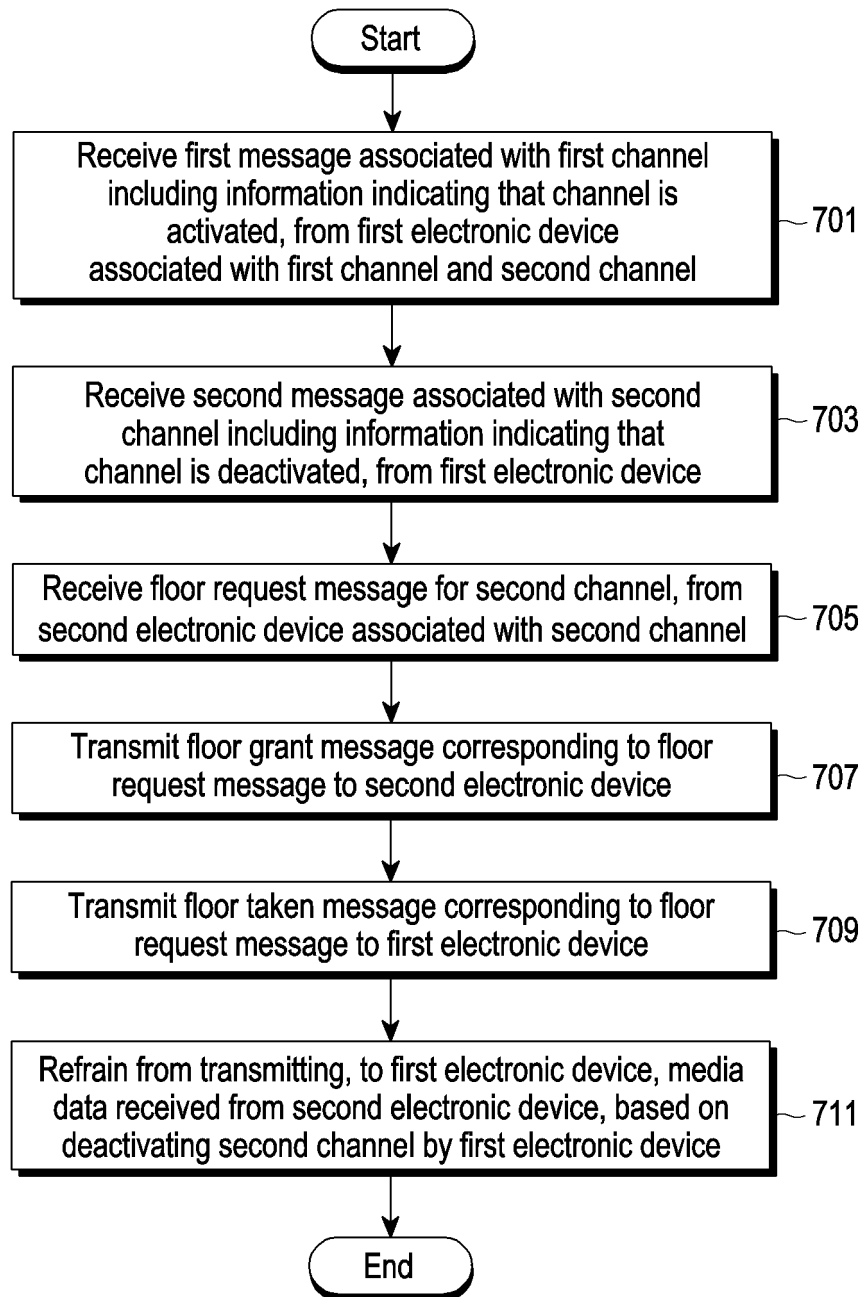 Start
Receive first message associated with first channel
including information indicating that channel is
activated, from first electronic device
associated with first channel and second channel
701
Receive second message associated with second
channel including information indicating that
channel is deactivated, from first electronic device
703
Receive floor request message for second channel, from
second electronic device associated with second channel
705
Transmit floor grant message corresponding to floor
request message to second electronic device
707
Transmit floor taken message corresponding to floor
request message to first electronic device
709
Refrain from transmitting, to first electronic device, media
data received from second electronic device, based on
deactivating second channel by first electronic device
711
End